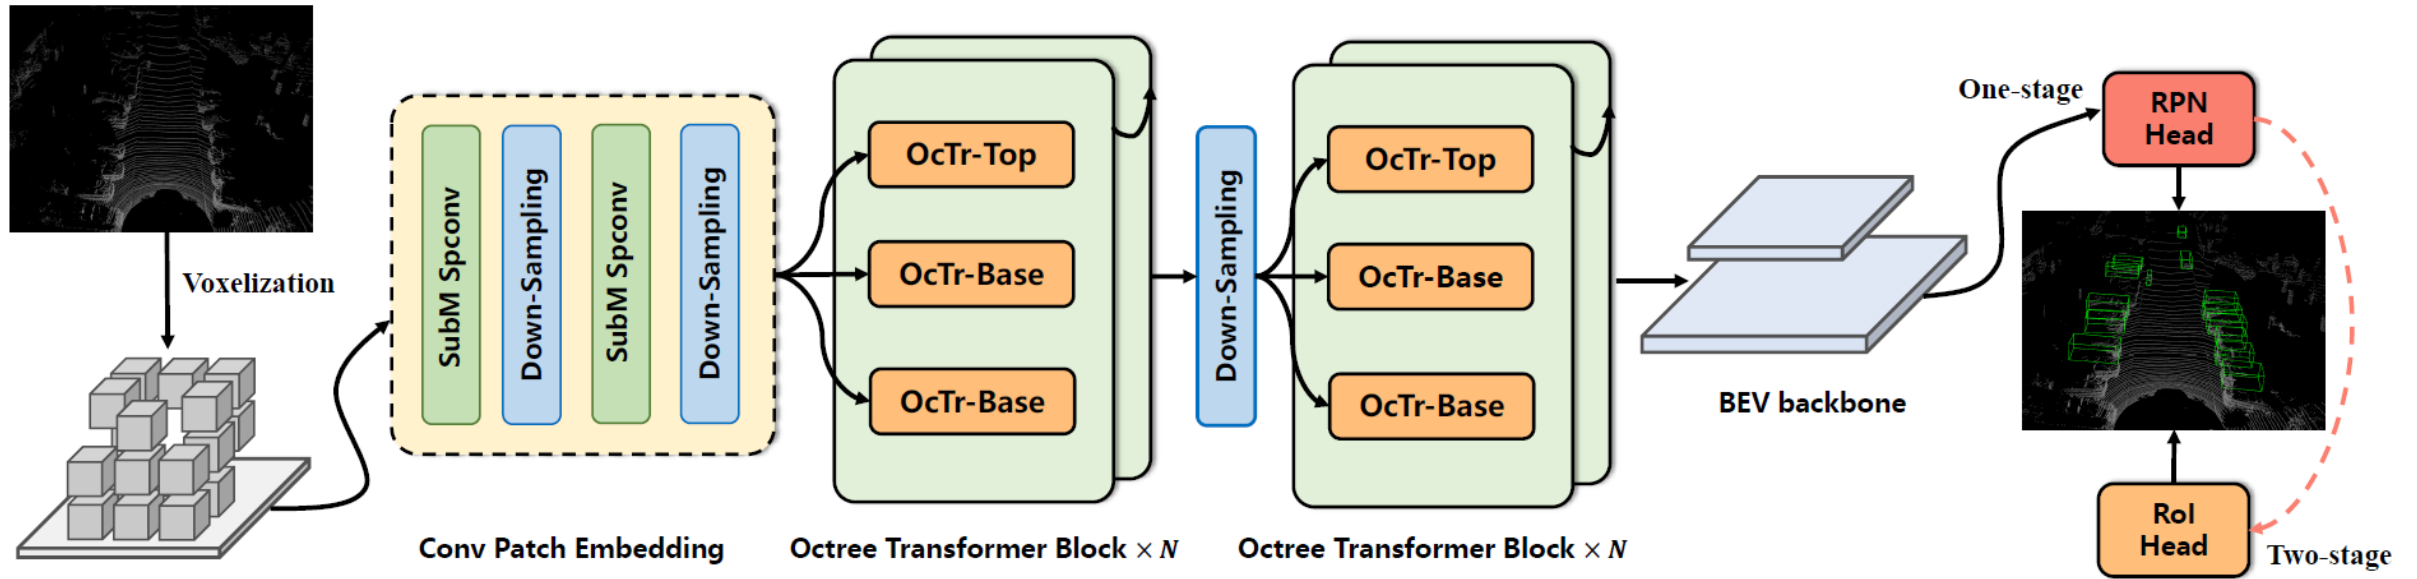 Voxelization
SubM Spconv
Down-Sampling
SubM Spconv
Down-Sampling
Conv Patch Embedding
OcTr-Top
OcTr-Base
OcTr-Base
Octree Transformer Block × N
Down-Sampling
OcTr-Top
OcTr-Base
OcTr-Base
Octree Transformer Block × N
BEV backbone
One-stage
RPN
Head
RoI
Head
Two-stage